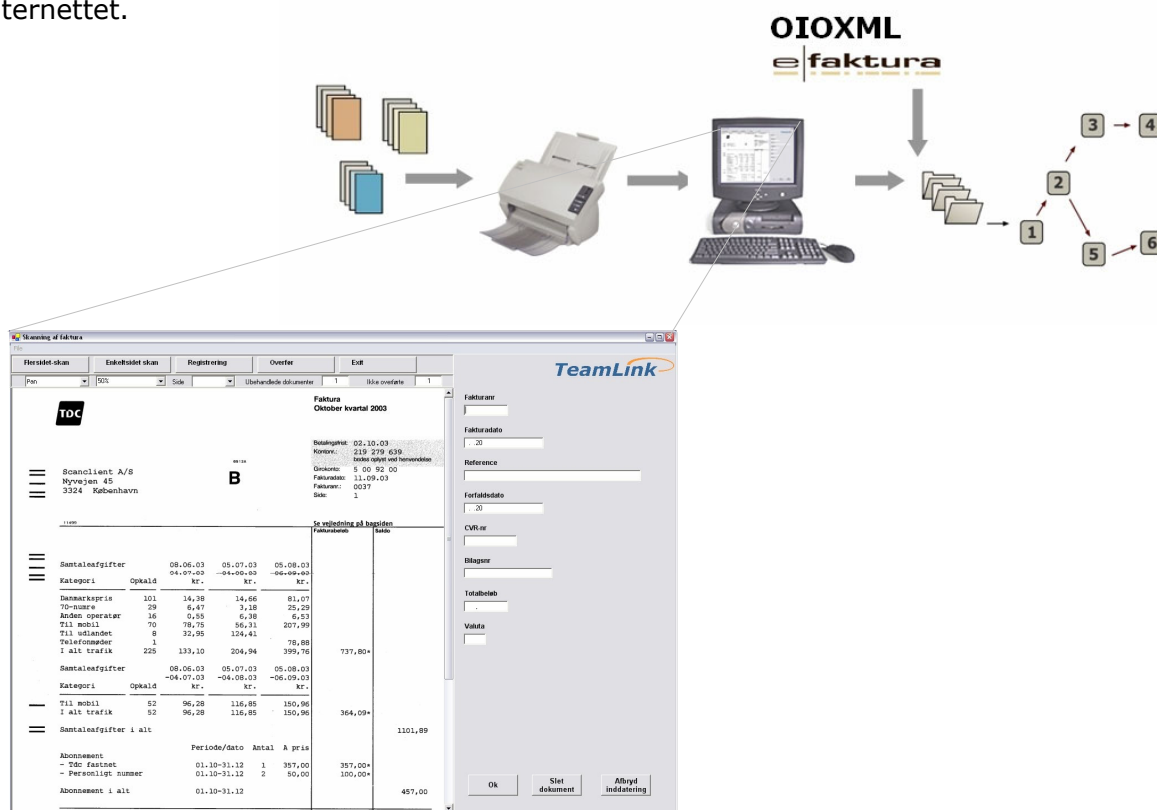 ternettet.
OIOXML
e faktura
3
4
2
1
5
6
Skanning af faktura
Flersidet-skan Enkeltsidet skan Registrering Overfør Exit
Pan 50% Side Ubehandlede dokumenter 1 Ikke overførte 1
TeamLink
Fakturanr
Fakturadato
. .20
Reference
Forfaldsdato
. .20
CVR-nr
Bilagsnr
Totalbeløb
.
Valuta
Ok Slet dokument Afbryd inddatering
TDC
Faktura
Oktober kvartal 2003
Betalingsfrist: 02.10.03
Kontonr.: 219 279 639
bedes oplyst ved henvendelse
Girokonto: 5 00 92 00
Fakturadato: 11.09.03
Fakturanr.: 0037
Side: 1
B
Scanclient A/S
Nyvejen 45
3324 København
Se vejledning på bagsiden
Fakturabeløb Saldo
Samtaleafgifter 08.06.03 05.07.03 05.08.03
04.07.03 -04.08.03 -06.09.03
Kategori Opkald kr. kr. kr.
Danmarkspris 101 14,38 14,66 81,07
70-numre 29 6,47 3,18 25,29
Anden operatør 16 0,55 6,38 6,53
Til mobil 70 78,75 56,31 207,99
Til udlandet 8 32,95 124,41
Telefonmøder 1 78,88
I alt trafik 225 133,10 204,94 399,76 737,80*
Samtaleafgifter 08.06.03 05.07.03 05.08.03
-04.07.03 -04.08.03 -06.09.03
Kategori Opkald kr. kr. kr.
Til mobil 52 96,28 116,85 150,96
I alt trafik 52 96,28 116,85 150,96 364,09*
Samtaleafgifter i alt 1101,89
Periode/dato Antal A pris
Abonnement
- Tdc fastnet 01.10-31.12 1 357,00 357,00*
- Personligt nummer 01.10-31.12 2 50,00 100,00*
Abonnement i alt 01.10-31.12 457,00